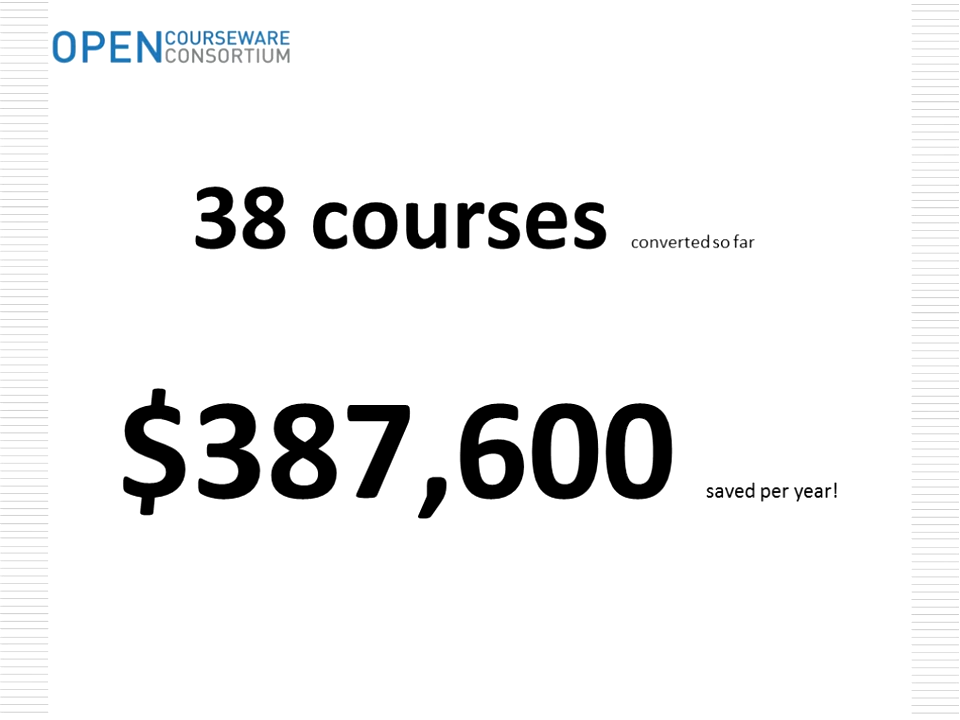 OPEN COURSEWARE
CONSORTIUM
38 courses converted so far
$387,600 saved per year!